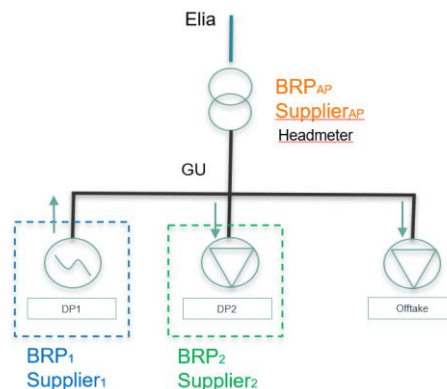 Elia
BRPAP
SupplierAP
Headmeter
GU
DP1
DP2
Offtake
BRP1
Supplier1
BRP2
Supplier2